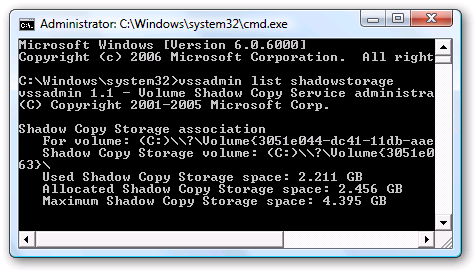 Administrator: C:\Windows\system32\cmd.exe
Microsoft Windows [Version 6.0.6000]
Copyright (c) 2006 Microsoft Corporation.  All right
C:\Windows\system32>vssadmin list shadowstorage
vssadmin 1.1 - Volume Shadow Copy Service administra
(C) Copyright 2001-2005 Microsoft Corp.
Shadow Copy Storage association
   For volume: (C:)\\?\Volume{3051e044-dc41-11db-aae
   Shadow Copy Storage volume: (C:)\\?\Volume{3051e0
63}\
   Used Shadow Copy Storage space: 2.211 GB
   Allocated Shadow Copy Storage space: 2.456 GB
   Maximum Shadow Copy Storage space: 4.395 GB